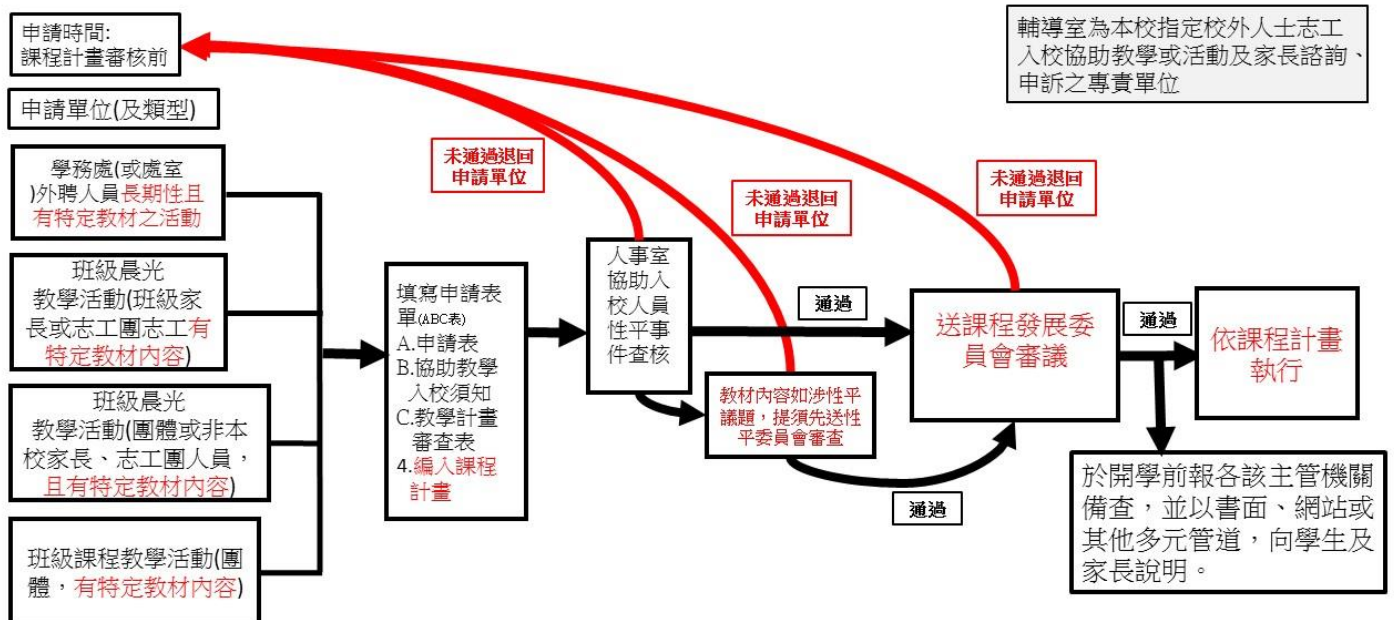 申請時間:
課程計畫審核前
輔導室為本校指定校外人士志工
入校協助教學或活動及家長諮詢、
申訴之專責單位
申請單位(及類型)
學務處(或處室
)外聘人員長期性且
有特定教材之活動
班級晨光
教學活動(班級家
長或志工團志工有
特定教材內容)
班級晨光
教學活動(團體或非本
校家長、志工團人員，
且有特定教材內容)
班級課程教學活動(團
體，有特定教材內容)
填寫申請表
單(ABC表)
A.申請表
B.協助教學
入校須知
C.教學計畫
審查表
4.編入課程
計畫
未通過退回
申請單位
人事室
協助入
校人員
性平事
件查核
未通過退回
申請單位
通過
教材內容如涉性平
議題，提須先送性
平委員會審查
通過
未通過退回
申請單位
送課程發展委
員會審議
通過
依課程計畫
執行
於開學前報各該主管機關
備查，並以書面、網站或
其他多元管道，向學生及
家長說明。